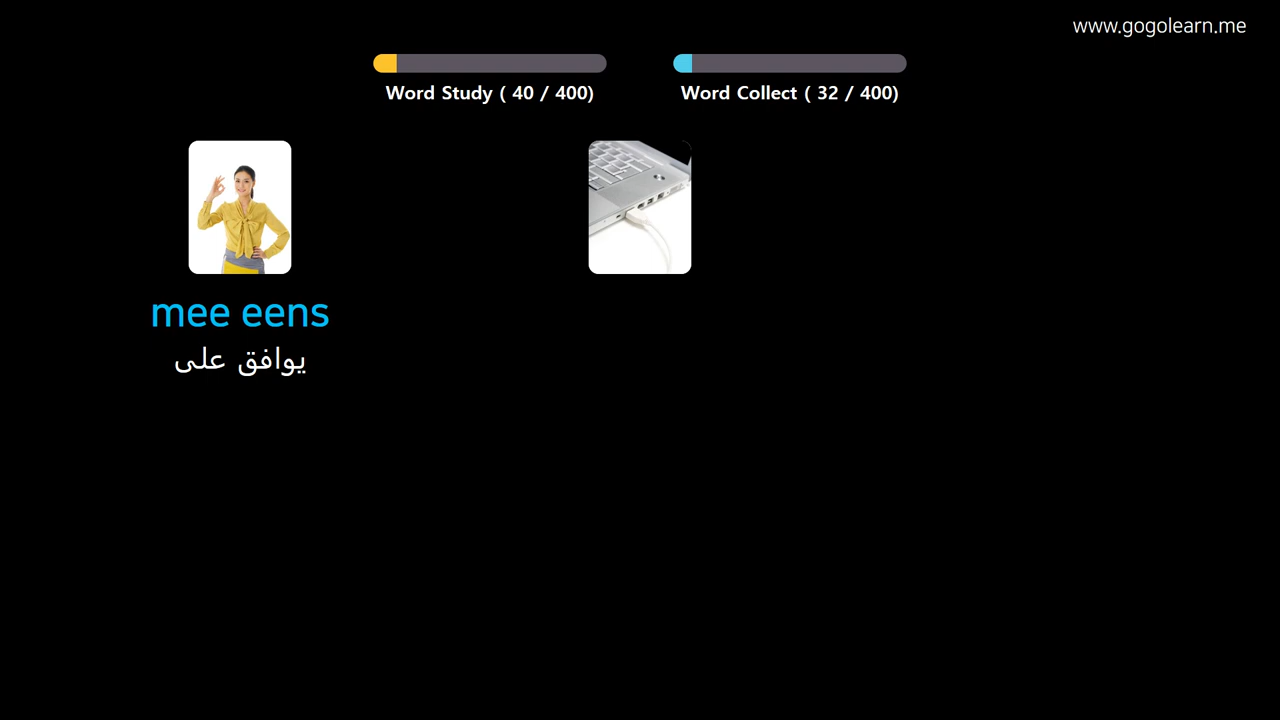 www.gogolearn.me
Word Study ( 40 / 400)
Word Collect ( 32 / 400)
mee eens
يوافق على